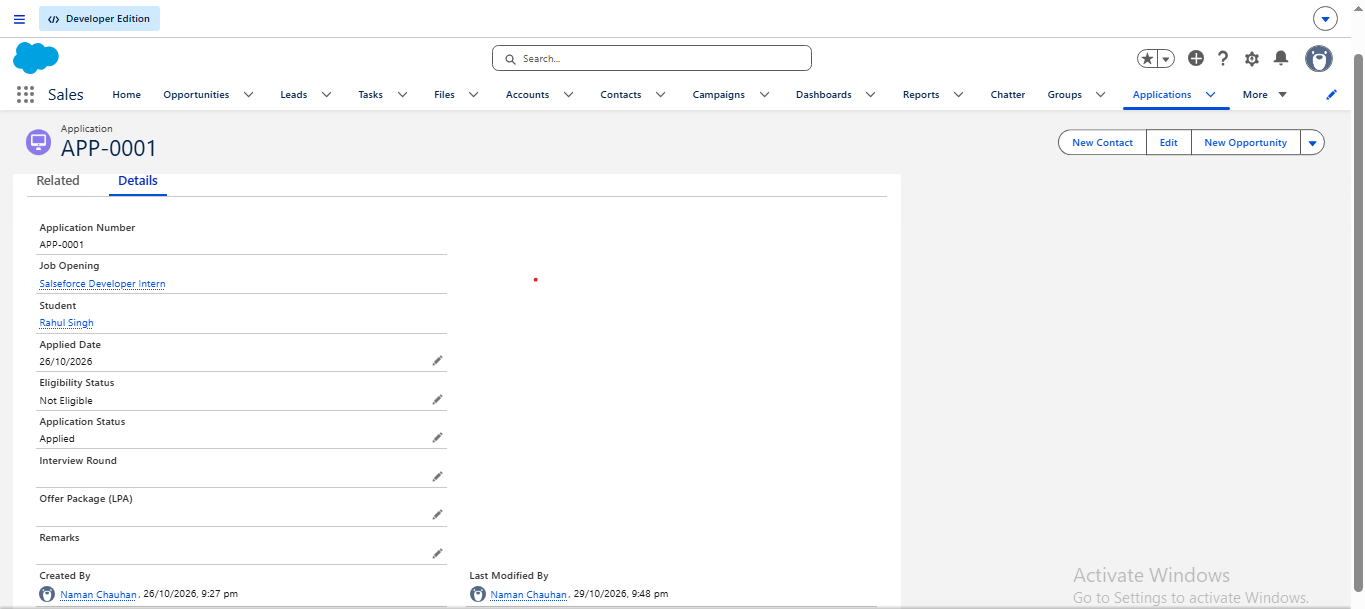 Developer Edition
Search...
Sales
Home
Opportunities
Leads
Tasks
Files
Accounts
Contacts
Campaigns
Dashboards
Reports
Chatter
Groups
Applications
More
Application
APP-0001
New Contact
Edit
New Opportunity
Related
Details
Application Number
APP-0001
Job Opening
Salseforce Developer Intern
Student
Rahul Singh
Applied Date
26/10/2026
Eligibility Status
Not Eligible
Application Status
Applied
Interview Round
Offer Package (LPA)
Remarks
Created By
Naman Chauhan, 26/10/2026, 9:27 pm
Last Modified By
Naman Chauhan, 29/10/2026, 9:48 pm
Activate Windows
Go to Settings to activate Windows.